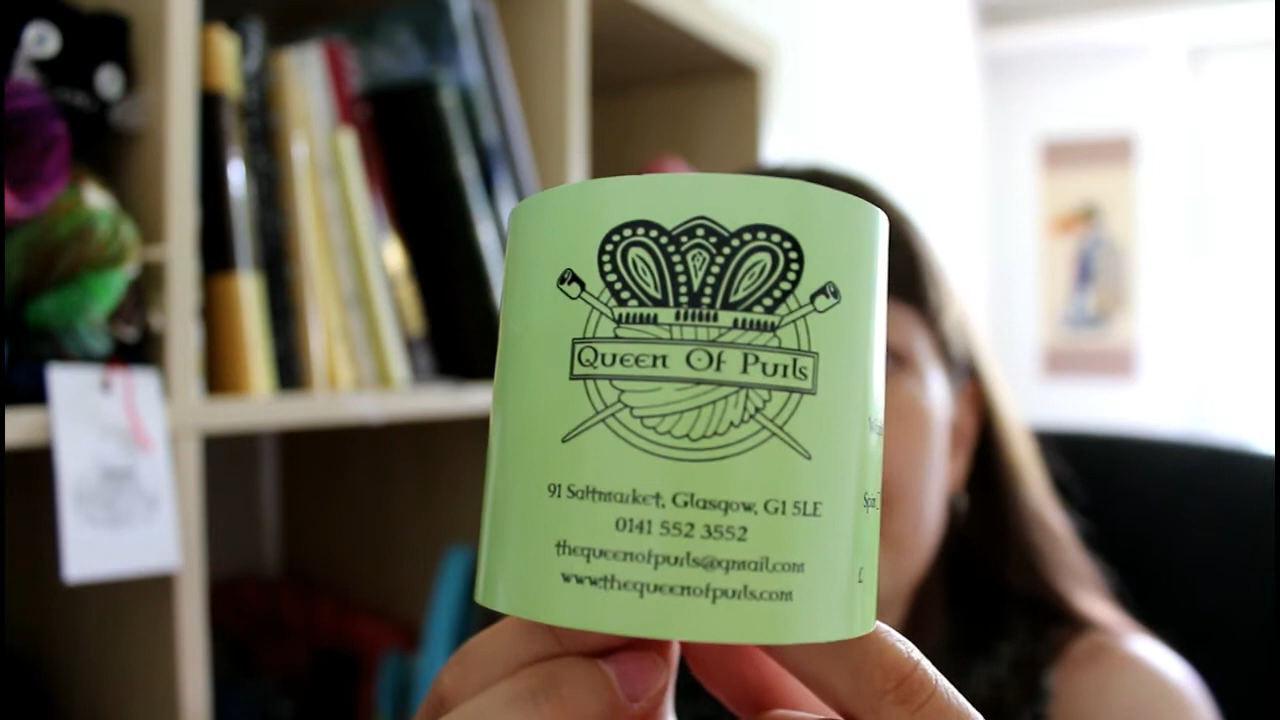 Queen Of Purls
91 Saltmarket, Glasgow, G1 5LE
0141 552 3552
thequeenofpurls@gmail.com
www.thequeenofpurls.com